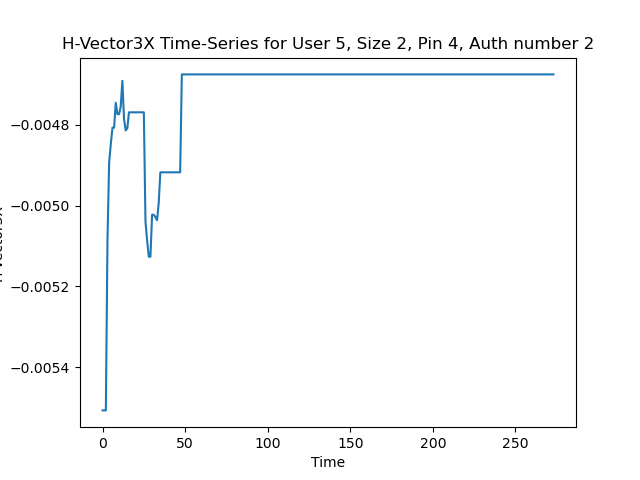 H-Vector3X Time-Series for User 5, Size 2, Pin 4, Auth number 2
−0.0048
−0.0050
−0.0052
−0.0054
0 50 100 150 200 250
Time